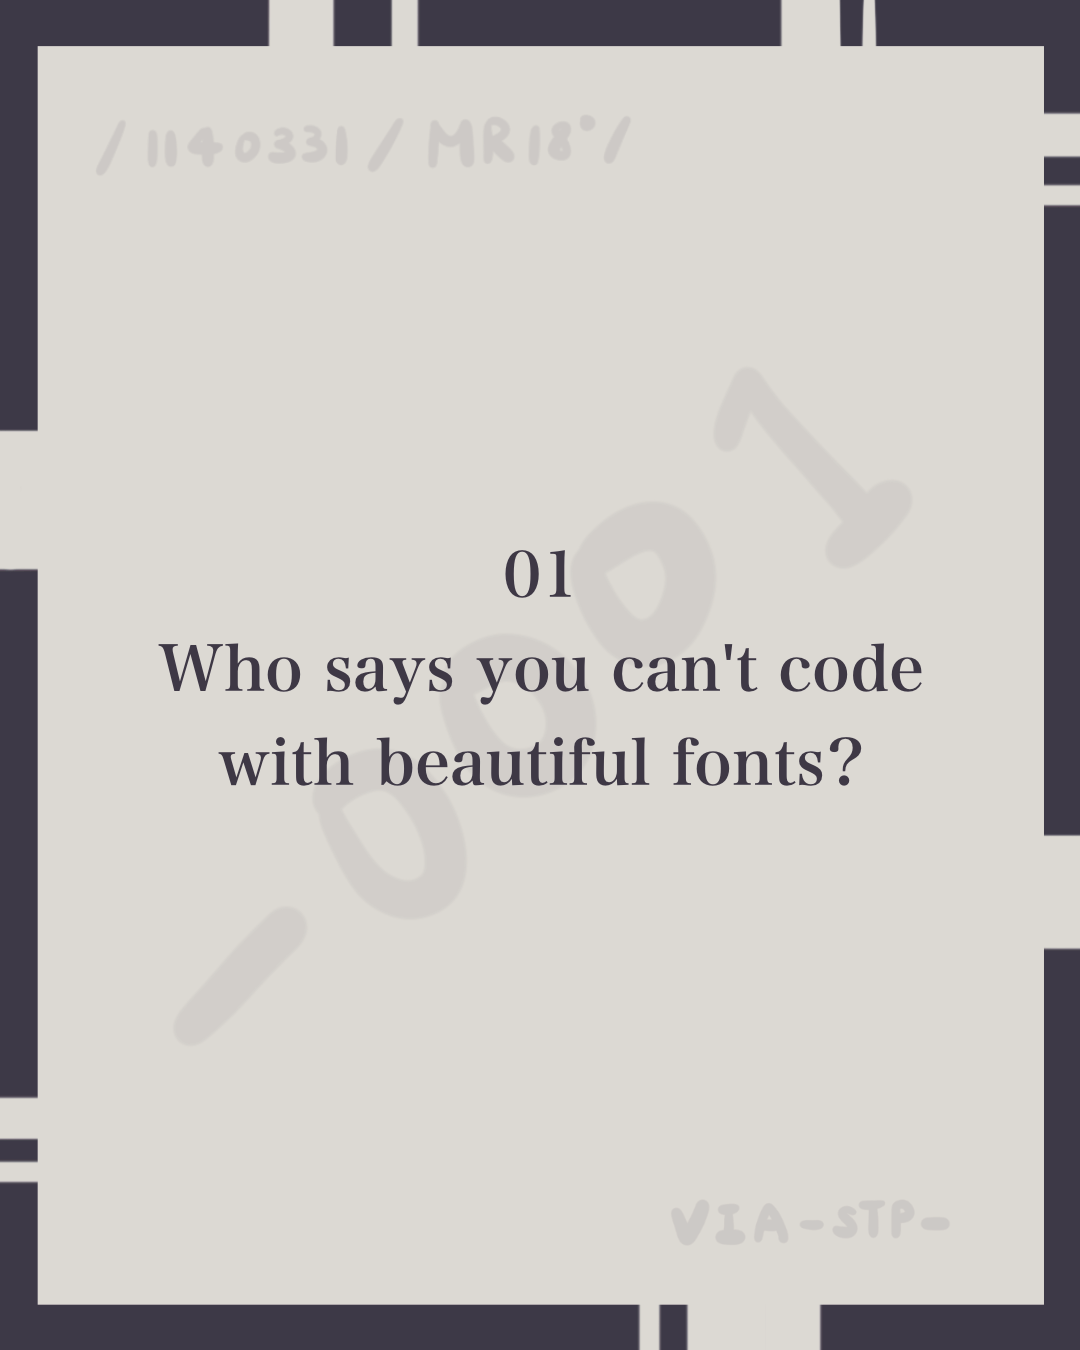 / 1140331 / MR18°/
01
Who says you can't code
with beautiful fonts?
-0001
VIA-STP-